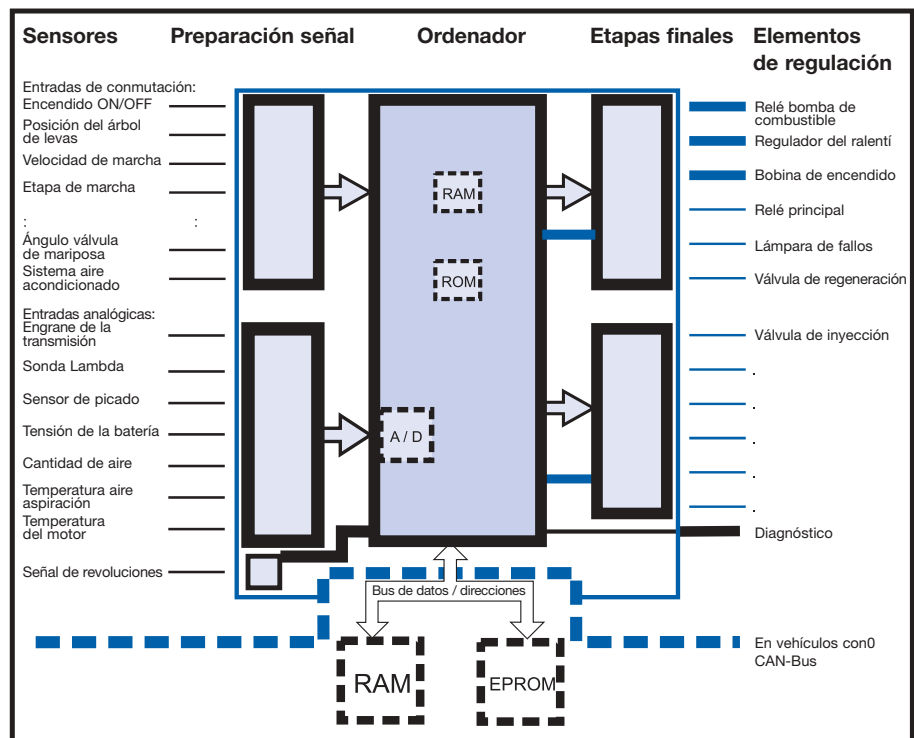 Sensores
Preparación señal
Ordenador
Etapas finales
Elementos
de regulación
Entradas de conmutación:
Encendido ON/OFF
Posición del árbol
de levas
Velocidad de marcha
Etapa de marcha
: :
Ángulo válvula
de mariposa
Sistema aire
acondicionado
Entradas analógicas:
Engrane de la
transmisión
Sonda Lambda
Sensor de picado
Tensión de la batería
Cantidad de aire
Temperatura aire
aspiración
Temperatura
del motor
Señal de revoluciones
RAM
ROM
A / D
Bus de datos / direcciones
RAM
EPROM
Relé bomba de
combustible
Regulador del ralentí
Bobina de encendido
Relé principal
Lámpara de fallos
Válvula de regeneración
Válvula de inyección
.
.
.
.
.
Diagnóstico
En vehículos con0
CAN-Bus